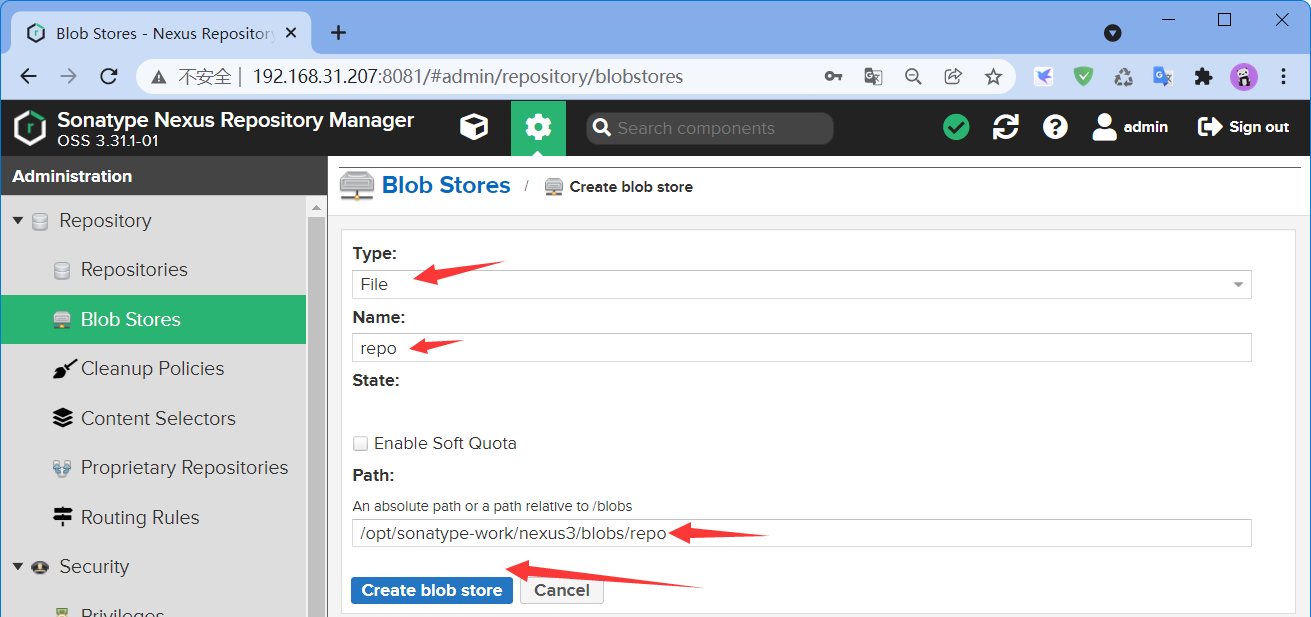 Blob Stores - Nexus Repository
不安全 | 192.168.31.207:8081/#admin/repository/blobstores
Sonatype Nexus Repository Manager
OSS 3.31.1-01
Search components
admin
Sign out
Administration
Repository
Repositories
Blob Stores
Cleanup Policies
Content Selectors
Proprietary Repositories
Routing Rules
Security
Privileges
Blob Stores / Create blob store
Type:
File
Name:
repo
State:
Enable Soft Quota
Path:
An absolute path or a path relative to /blobs
/opt/sonatype-work/nexus3/blobs/repo
Create blob store
Cancel